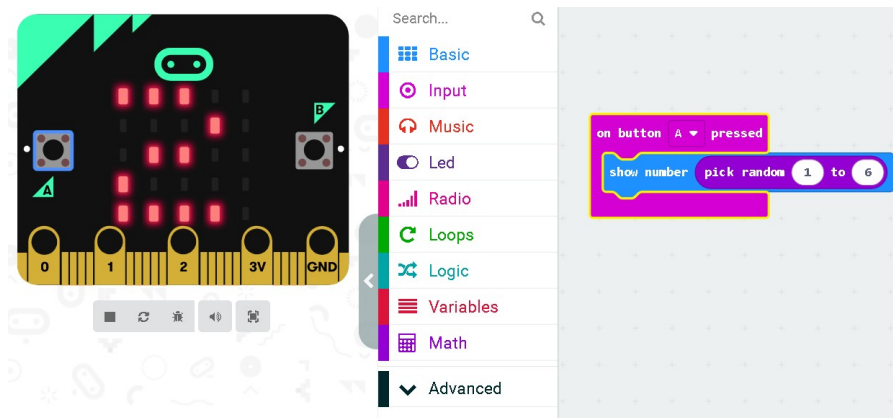 A
B
0 1 2 3V GND
Search...
Basic
Input
Music
Led
Radio
Loops
Logic
Variables
Math
Advanced
on button A pressed
show number pick random 1 to 6